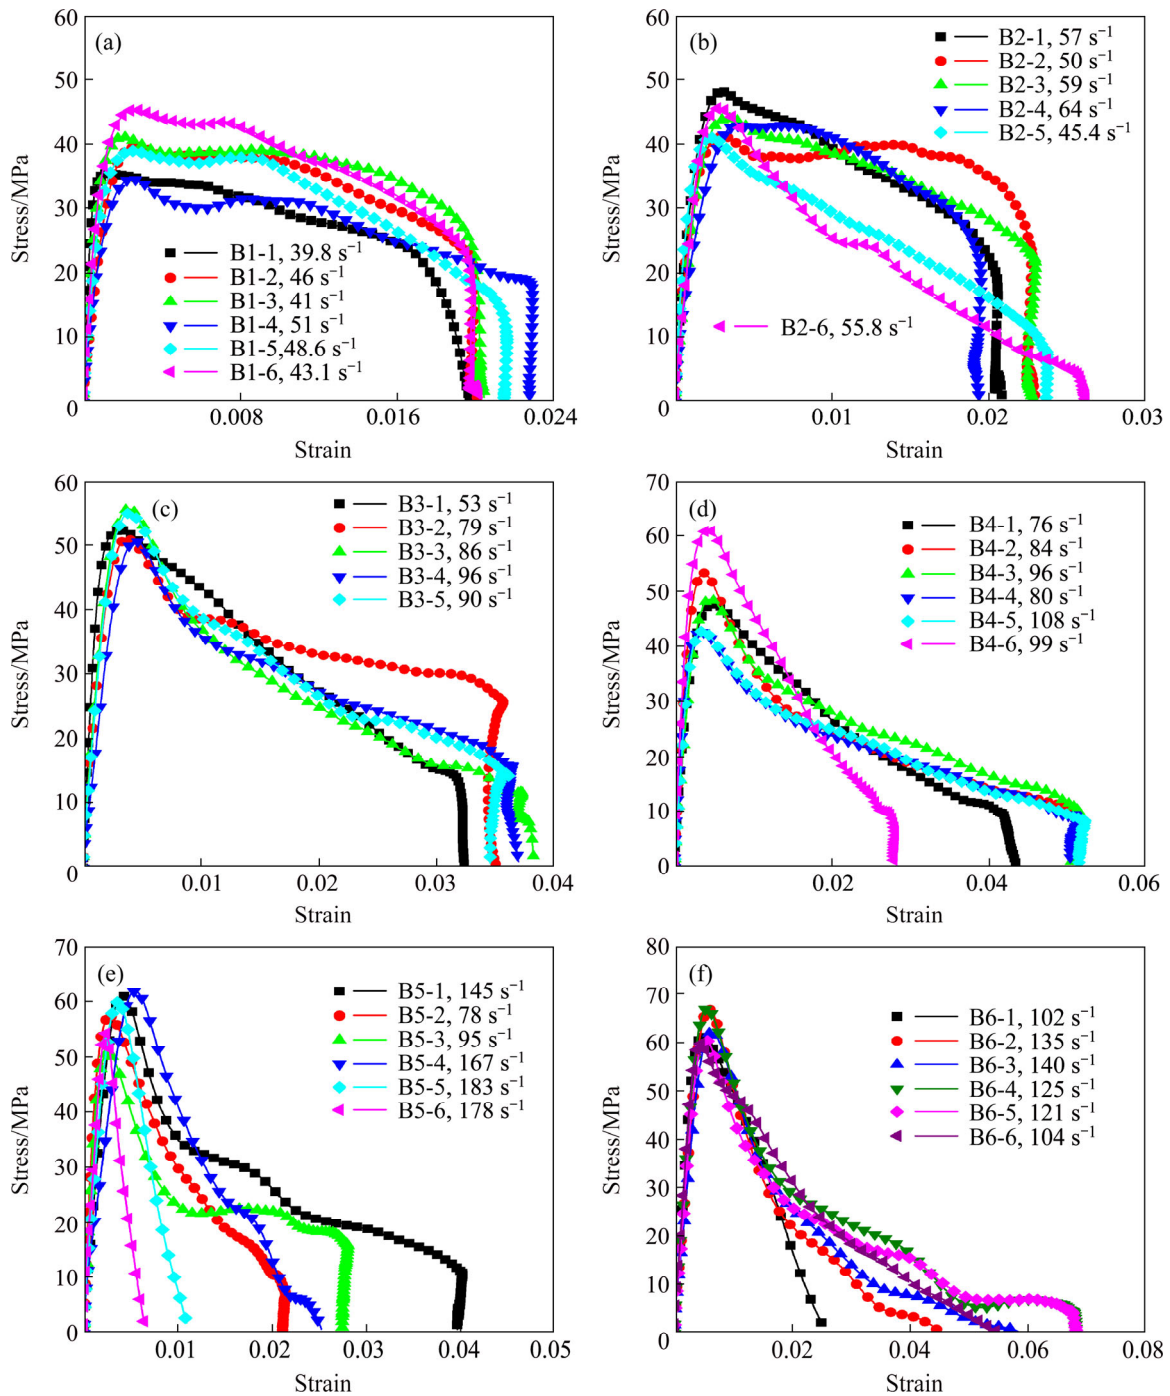 60
(a)
50
40
30
20
10
0
Stress/MPa
B1-1, 39.8 s⁻¹
B1-2, 46 s⁻¹
B1-3, 41 s⁻¹
B1-4, 51 s⁻¹
B1-5,48.6 s⁻¹
B1-6, 43.1 s⁻¹
0.008
0.016
0.024
Strain
60
(b)
50
40
30
20
10
0
Stress/MPa
B2-1, 57 s⁻¹
B2-2, 50 s⁻¹
B2-3, 59 s⁻¹
B2-4, 64 s⁻¹
B2-5, 45.4 s⁻¹
B2-6, 55.8 s⁻¹
0.01
0.02
0.03
Strain
60
(c)
50
40
30
20
10
0
Stress/MPa
B3-1, 53 s⁻¹
B3-2, 79 s⁻¹
B3-3, 86 s⁻¹
B3-4, 96 s⁻¹
B3-5, 90 s⁻¹
0.01
0.02
0.03
0.04
Strain
70
(d)
60
50
40
30
20
10
0
Stress/MPa
B4-1, 76 s⁻¹
B4-2, 84 s⁻¹
B4-3, 96 s⁻¹
B4-4, 80 s⁻¹
B4-5, 108 s⁻¹
B4-6, 99 s⁻¹
0.02
0.04
0.06
Strain
70
(e)
60
50
40
30
20
10
0
Stress/MPa
B5-1, 145 s⁻¹
B5-2, 78 s⁻¹
B5-3, 95 s⁻¹
B5-4, 167 s⁻¹
B5-5, 183 s⁻¹
B5-6, 178 s⁻¹
0.01
0.02
0.03
0.04
0.05
Strain
80
(f)
70
60
50
40
30
20
10
0
Stress/MPa
B6-1, 102 s⁻¹
B6-2, 135 s⁻¹
B6-3, 140 s⁻¹
B6-4, 125 s⁻¹
B6-5, 121 s⁻¹
B6-6, 104 s⁻¹
0.02
0.04
0.06
0.08
Strain